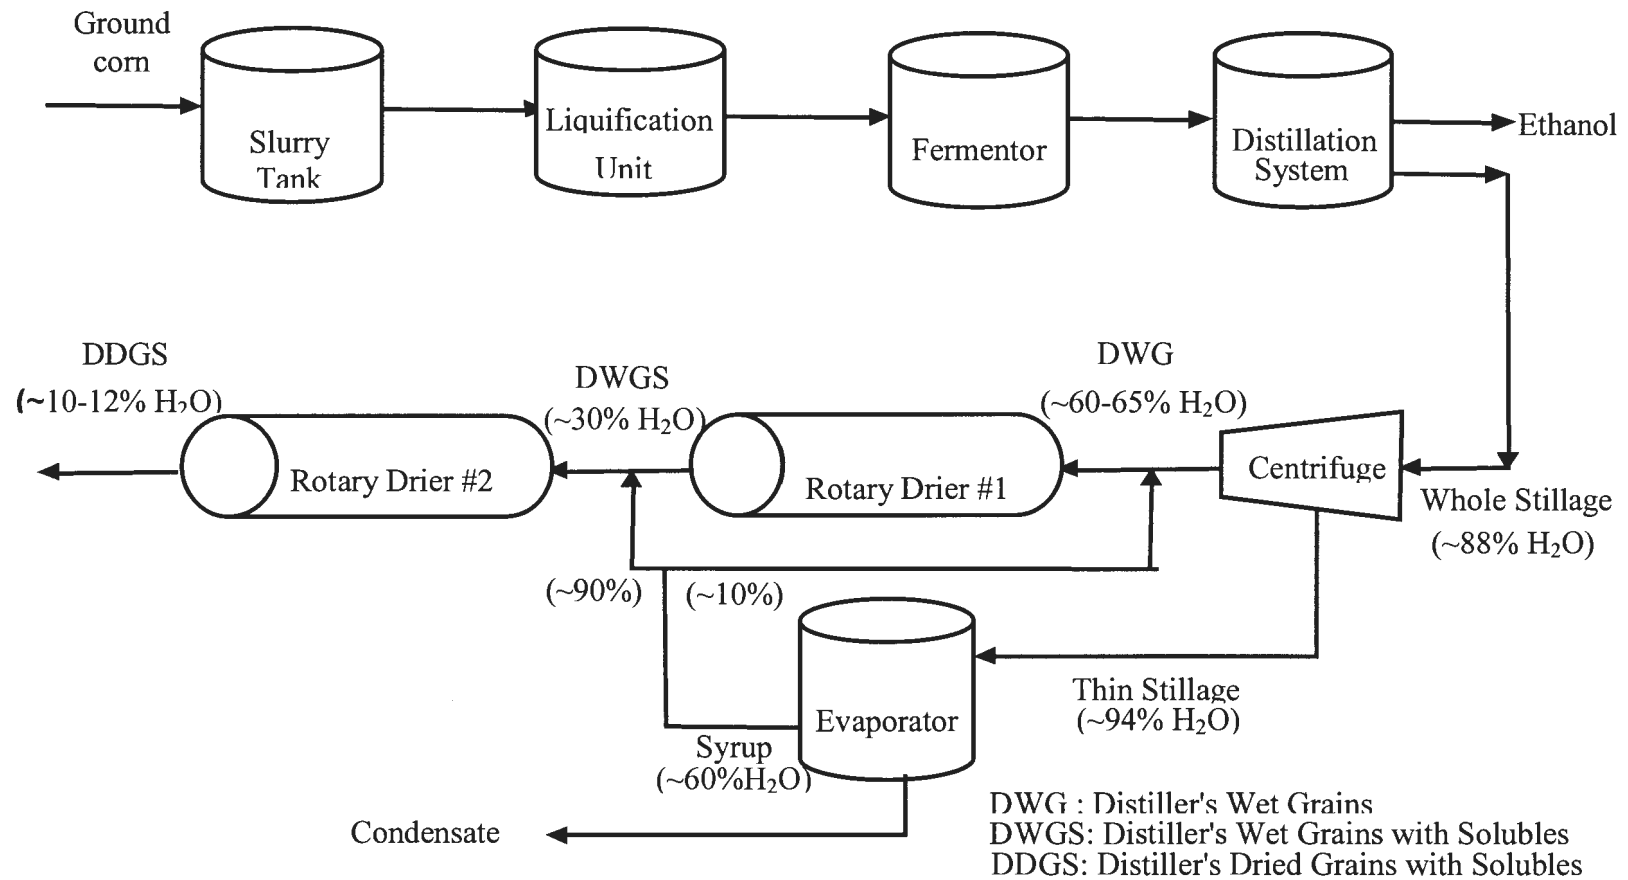 Ground
corn
Slurry
Tank
Liquification
Unit
Fermentor
Distillation
System
Ethanol
DDGS
(~10-12% H₂O)
DWGS
(~30% H₂O)
DWG
(~60-65% H₂O)
Rotary Drier #2
Rotary Drier #1
Centrifuge
Whole Stillage
(~88% H₂O)
(~90%)
(~10%)
Evaporator
Thin Stillage
(~94% H₂O)
Syrup
(~60%H₂O)
Condensate
DWG : Distiller's Wet Grains
DWGS: Distiller's Wet Grains with Solubles
DDGS: Distiller's Dried Grains with Solubles